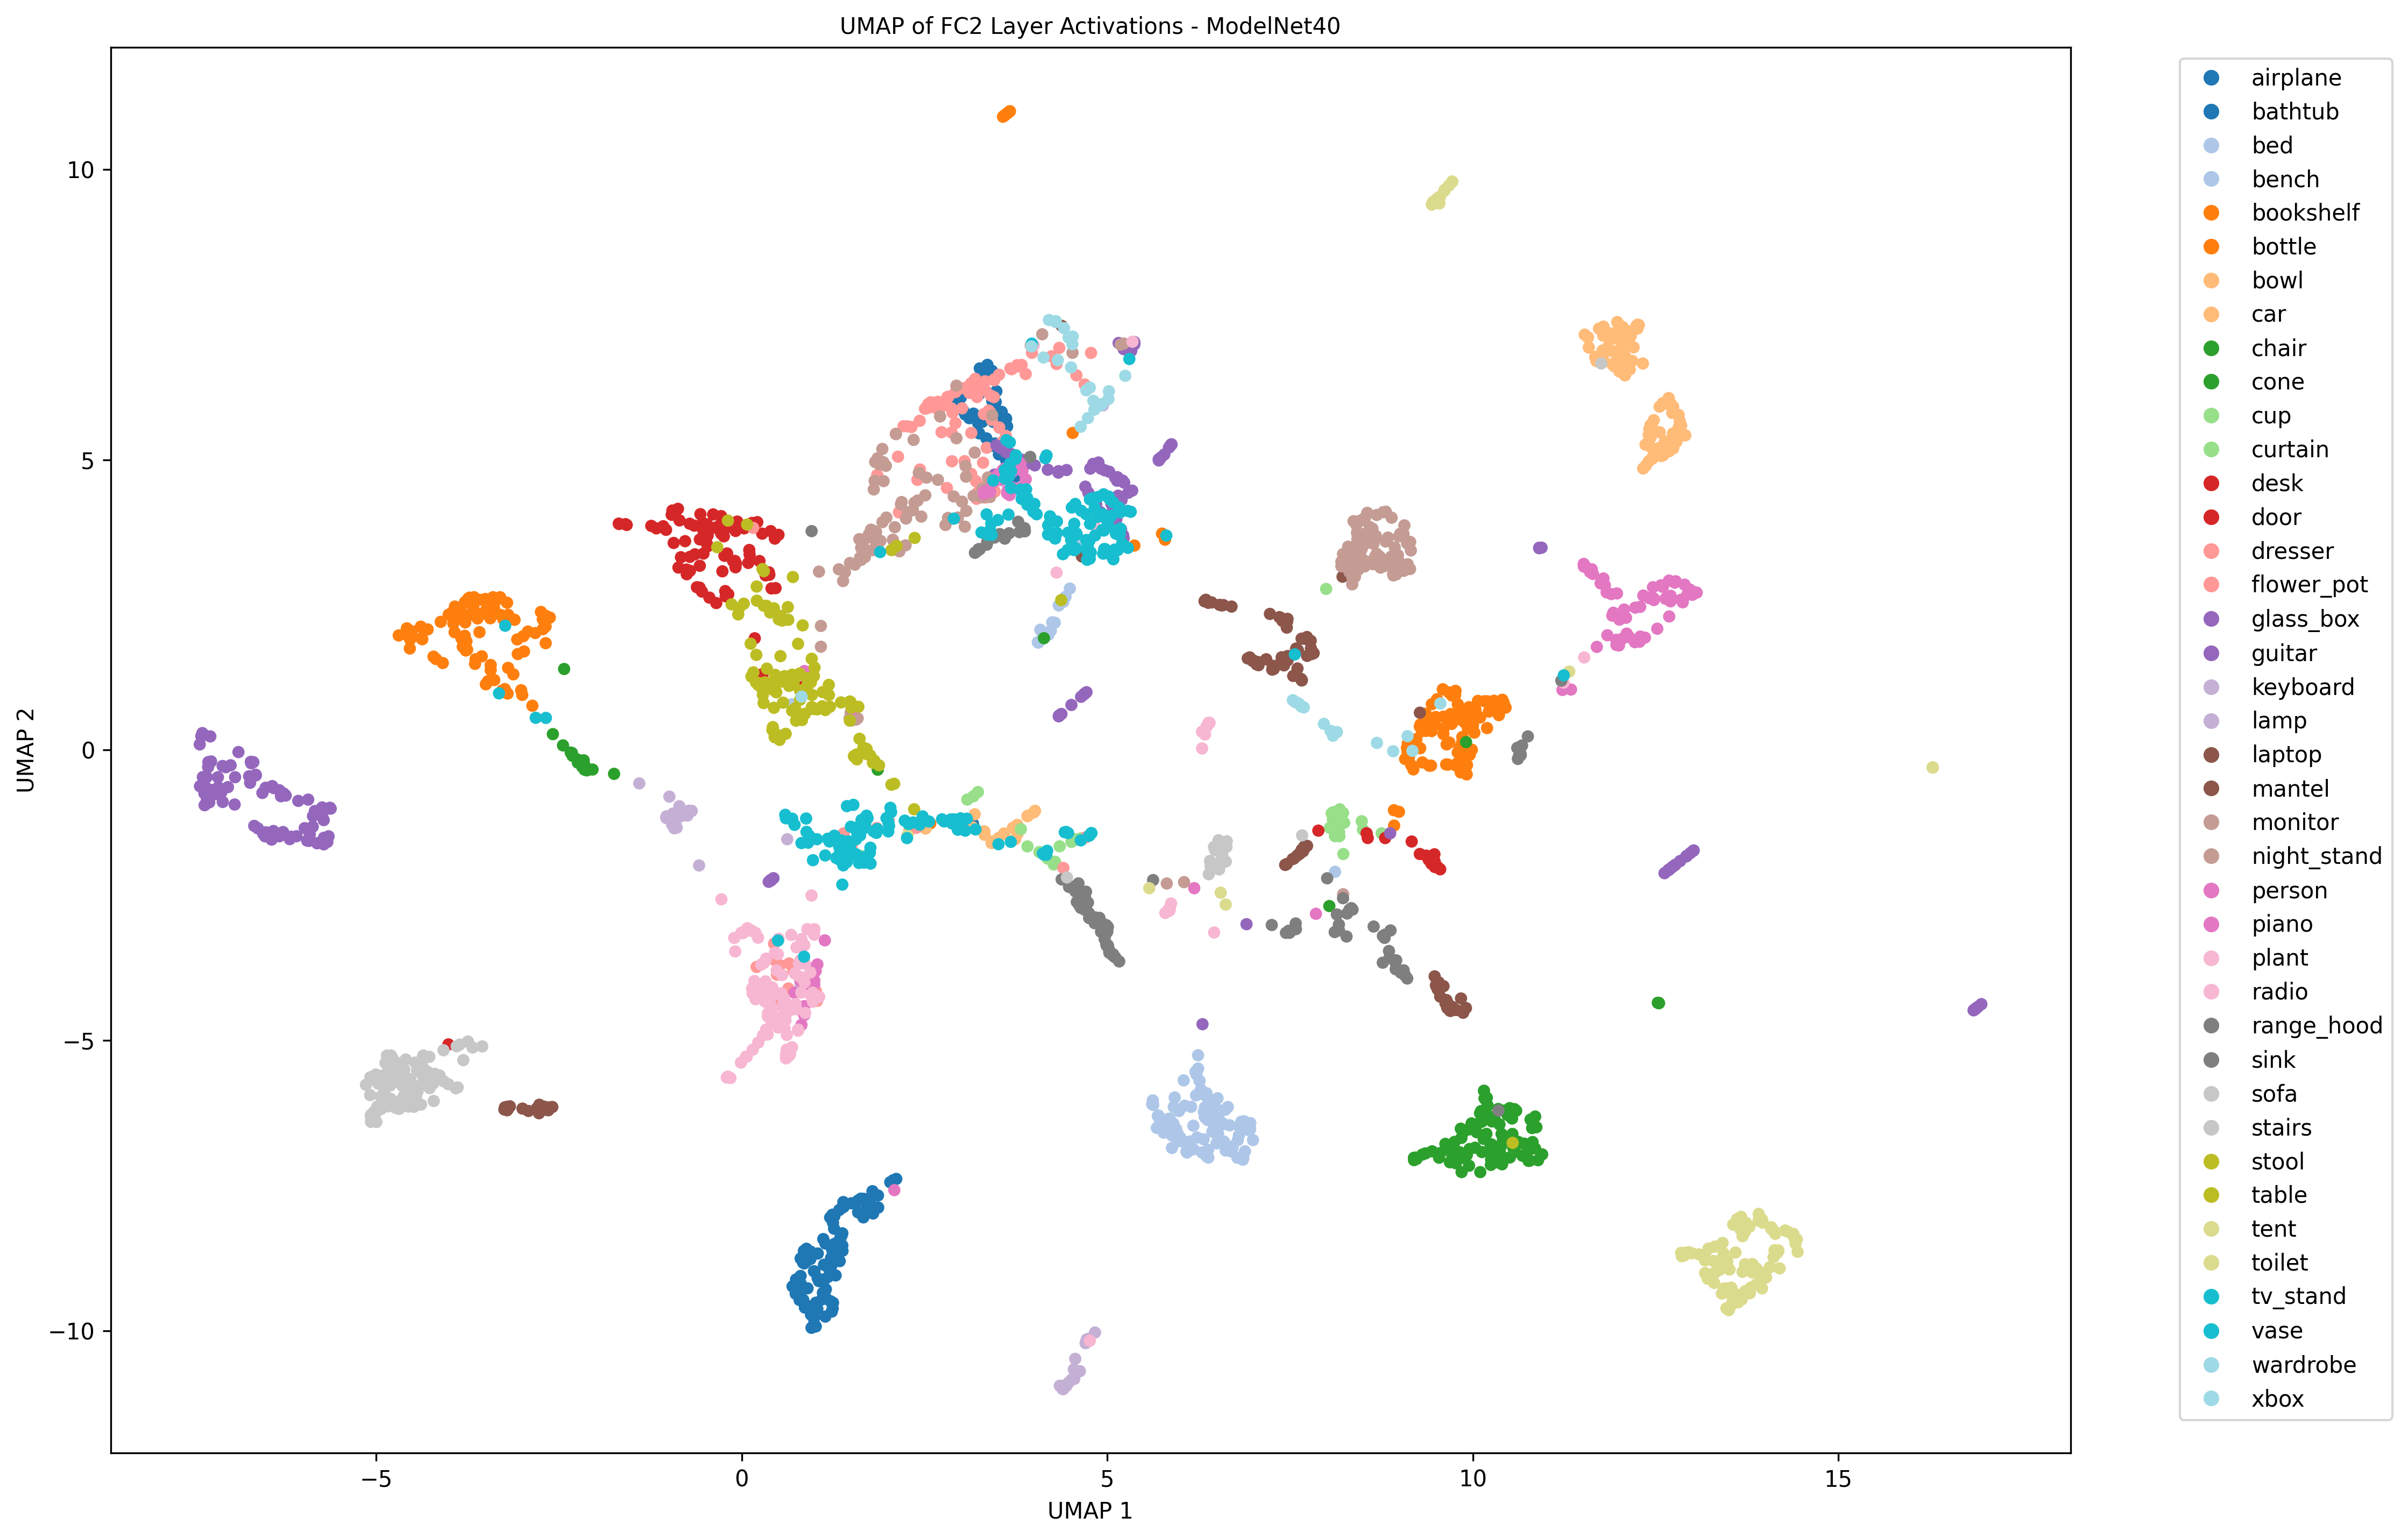 UMAP of FC2 Layer Activations - ModelNet40
10
5
0
−5
−10
UMAP 2
−5
0
5
10
15
UMAP 1
airplane
bathtub
bed
bench
bookshelf
bottle
bowl
car
chair
cone
cup
curtain
desk
door
dresser
flower_pot
glass_box
guitar
keyboard
lamp
laptop
mantel
monitor
night_stand
person
piano
plant
radio
range_hood
sink
sofa
stairs
stool
table
tent
toilet
tv_stand
vase
wardrobe
xbox